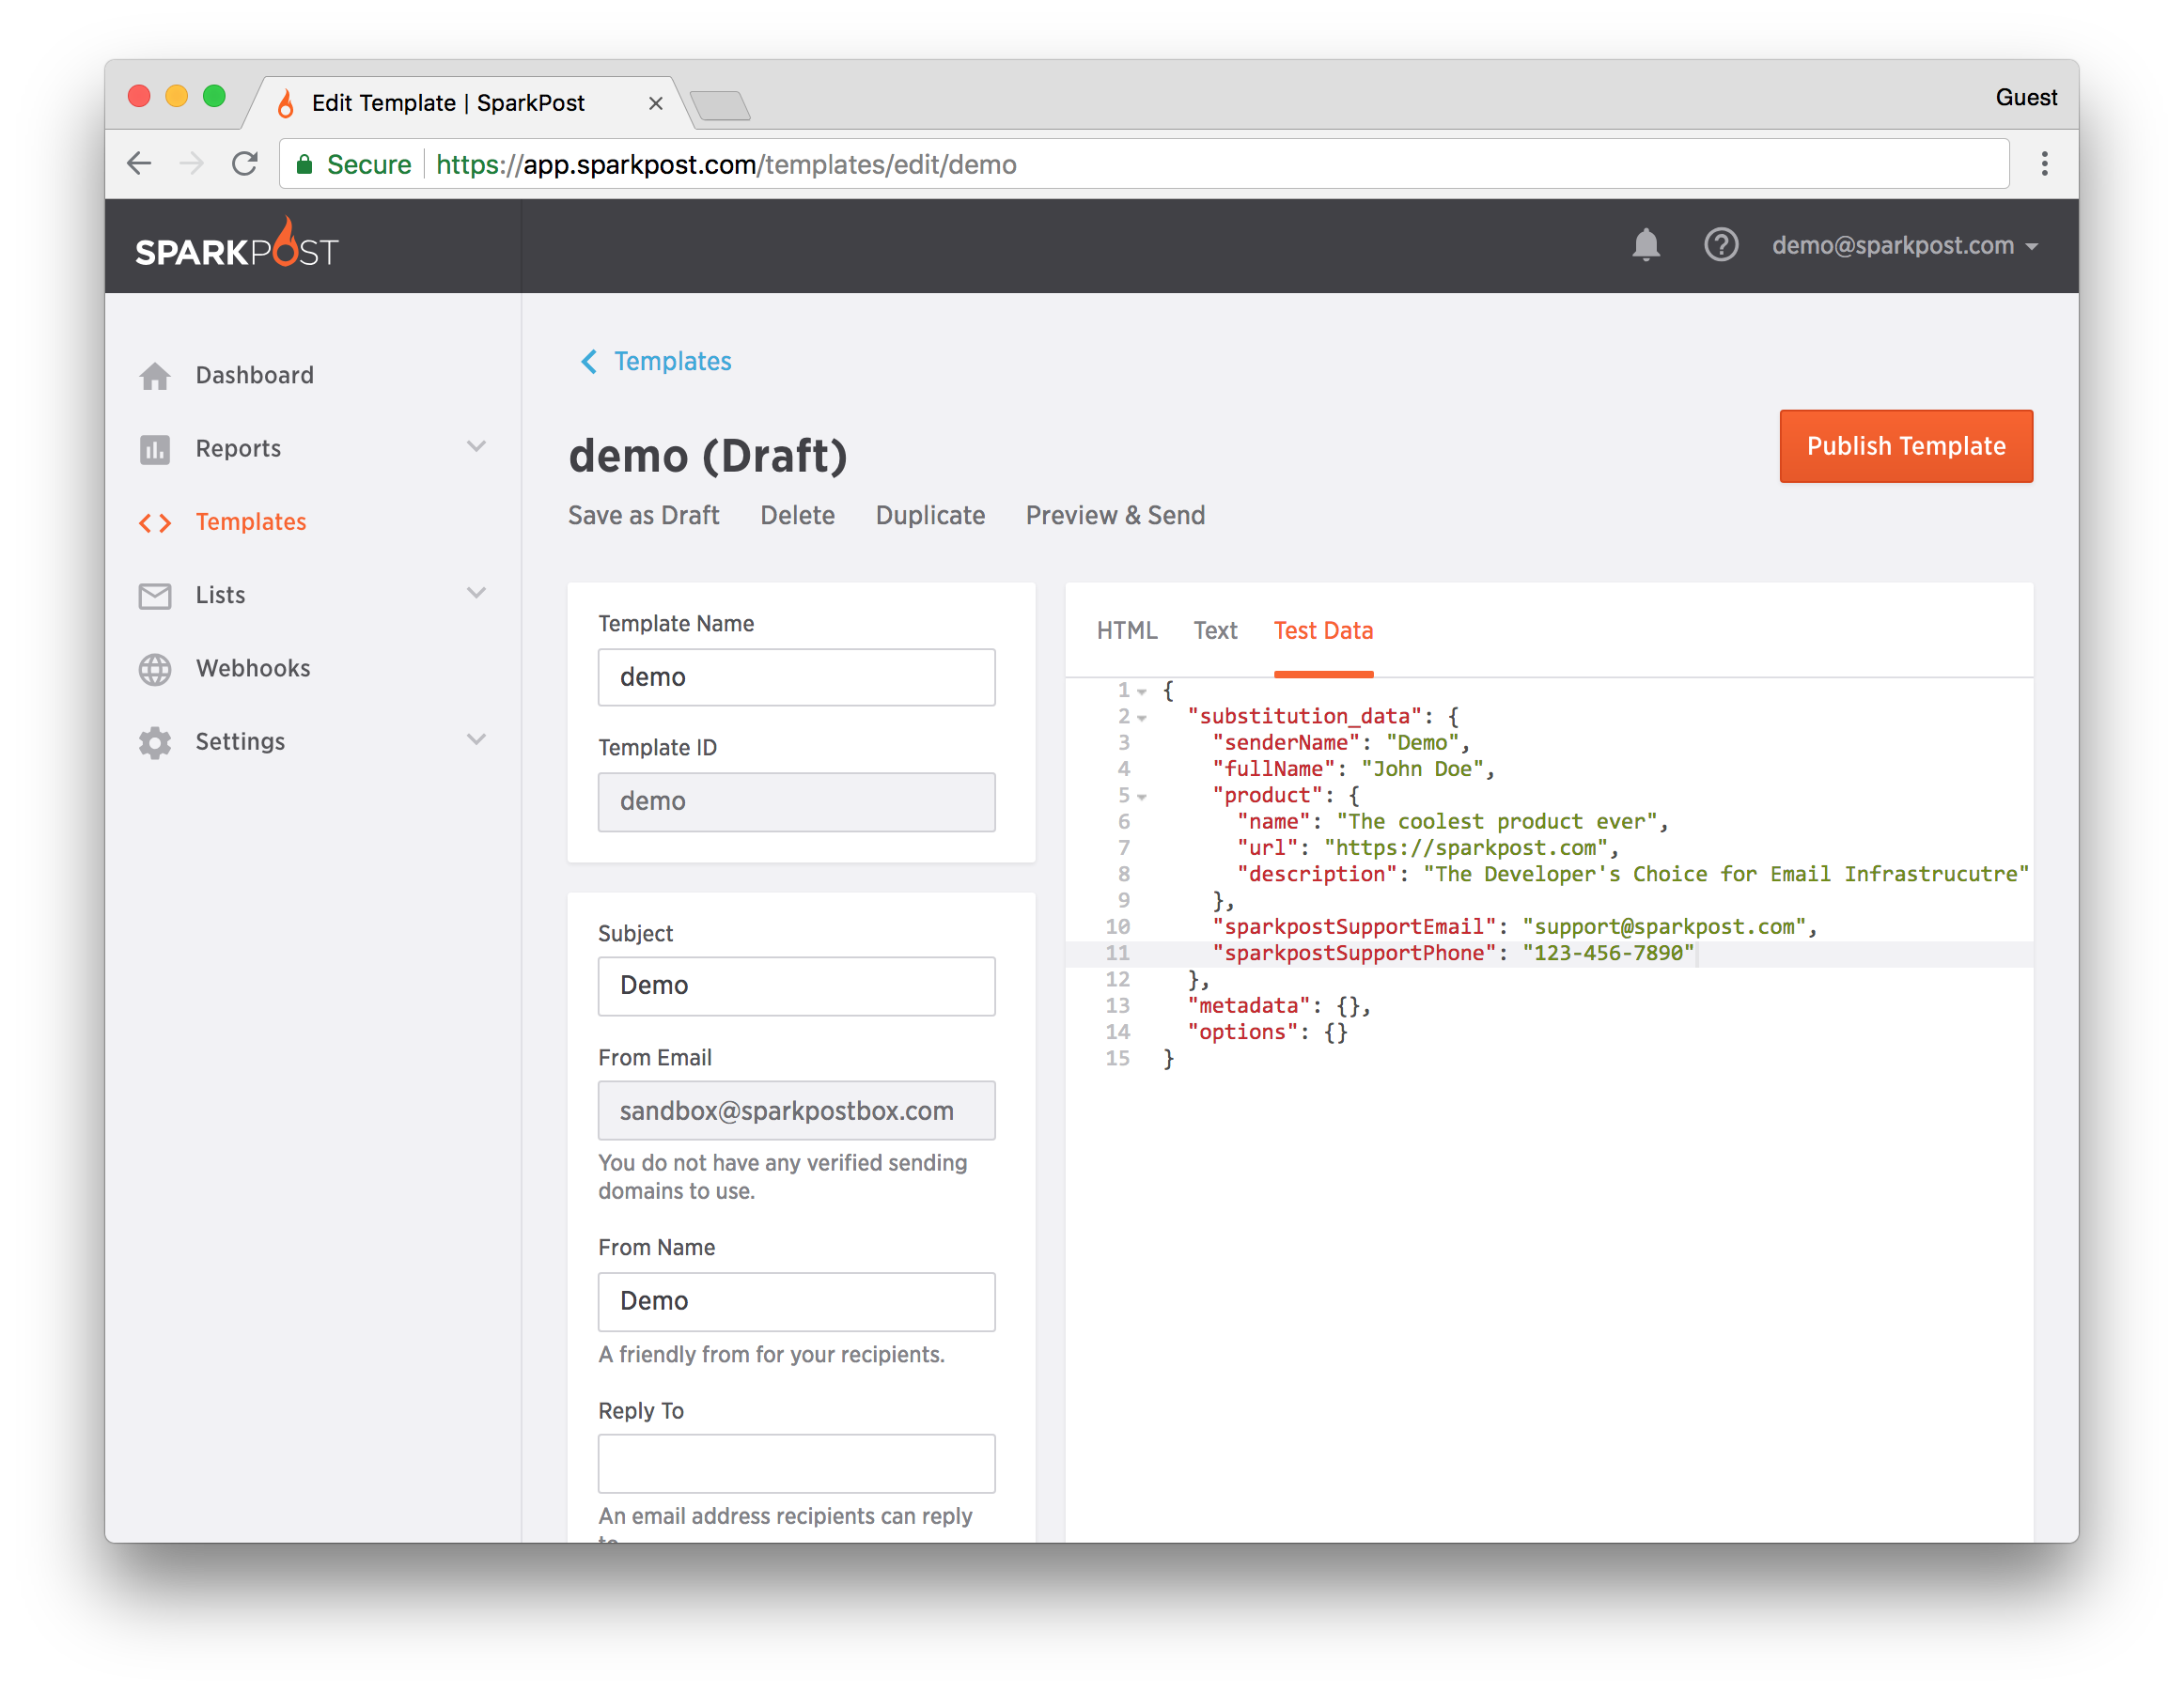 Edit Template | SparkPost
Guest
Secure
https://app.sparkpost.com/templates/edit/demo
SPARKPOST
demo@sparkpost.com
Dashboard
Reports
Templates
Lists
Webhooks
Settings
Templates
demo (Draft)
Publish Template
Save as Draft Delete Duplicate Preview & Send
Template Name
demo
Template ID
demo
Subject
Demo
From Email
sandbox@sparkpostbox.com
You do not have any verified sending
domains to use.
From Name
Demo
A friendly from for your recipients.
Reply To
An email address recipients can reply
to
HTML Text Test Data
1 {
2 "substitution_data": {
3 "senderName": "Demo",
4 "fullName": "John Doe",
5 "product": {
6 "name": "The coolest product ever",
7 "url": "https://sparkpost.com",
8 "description": "The Developer's Choice for Email Infrastrucutre"
9 },
10 "sparkpostSupportEmail": "support@sparkpost.com",
11 "sparkpostSupportPhone": "123-456-7890"
12 },
13 "metadata": {},
14 "options": {}
15 }